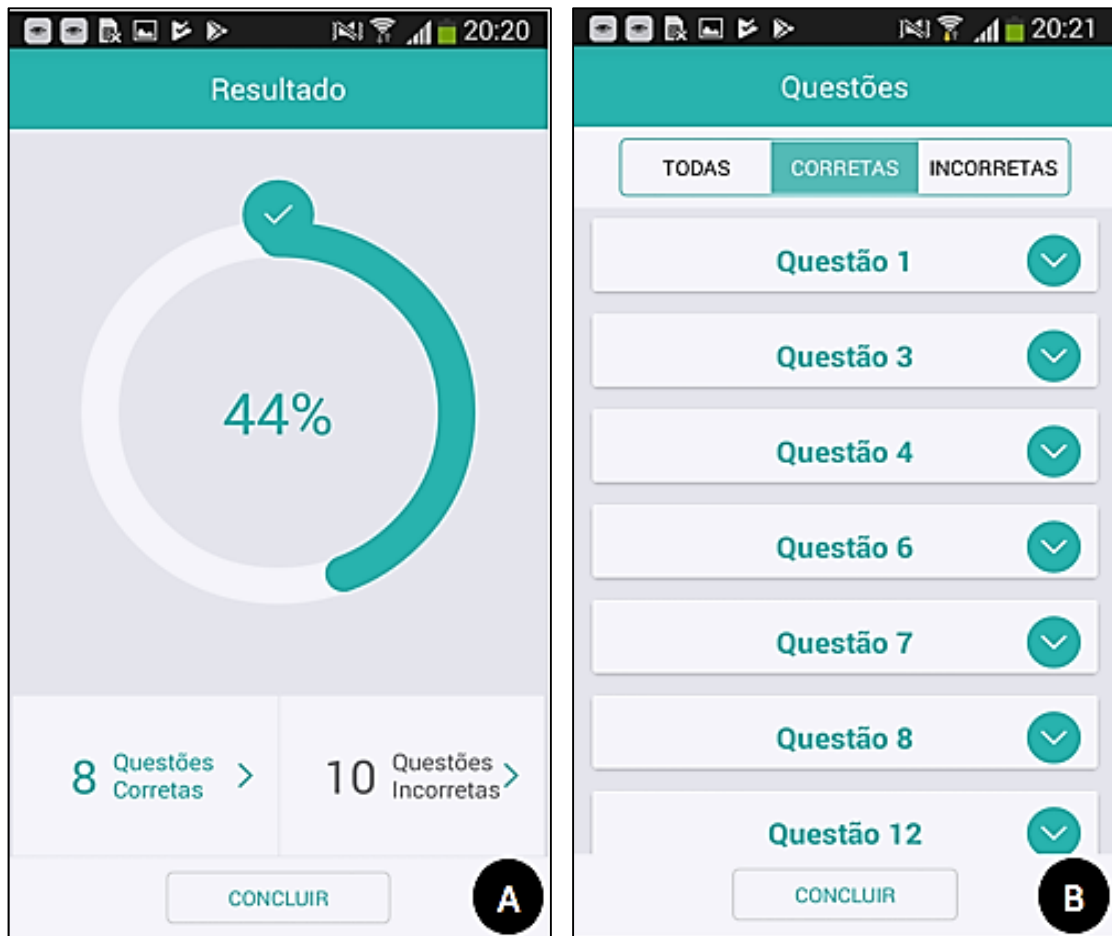 20:20
Resultado
44%
8 Questões Corretas
10 Questões Incorretas
CONCLUIR
A
20:21
Questões
TODAS CORRETAS INCORRETAS
Questão 1
Questão 3
Questão 4
Questão 6
Questão 7
Questão 8
Questão 12
CONCLUIR
B